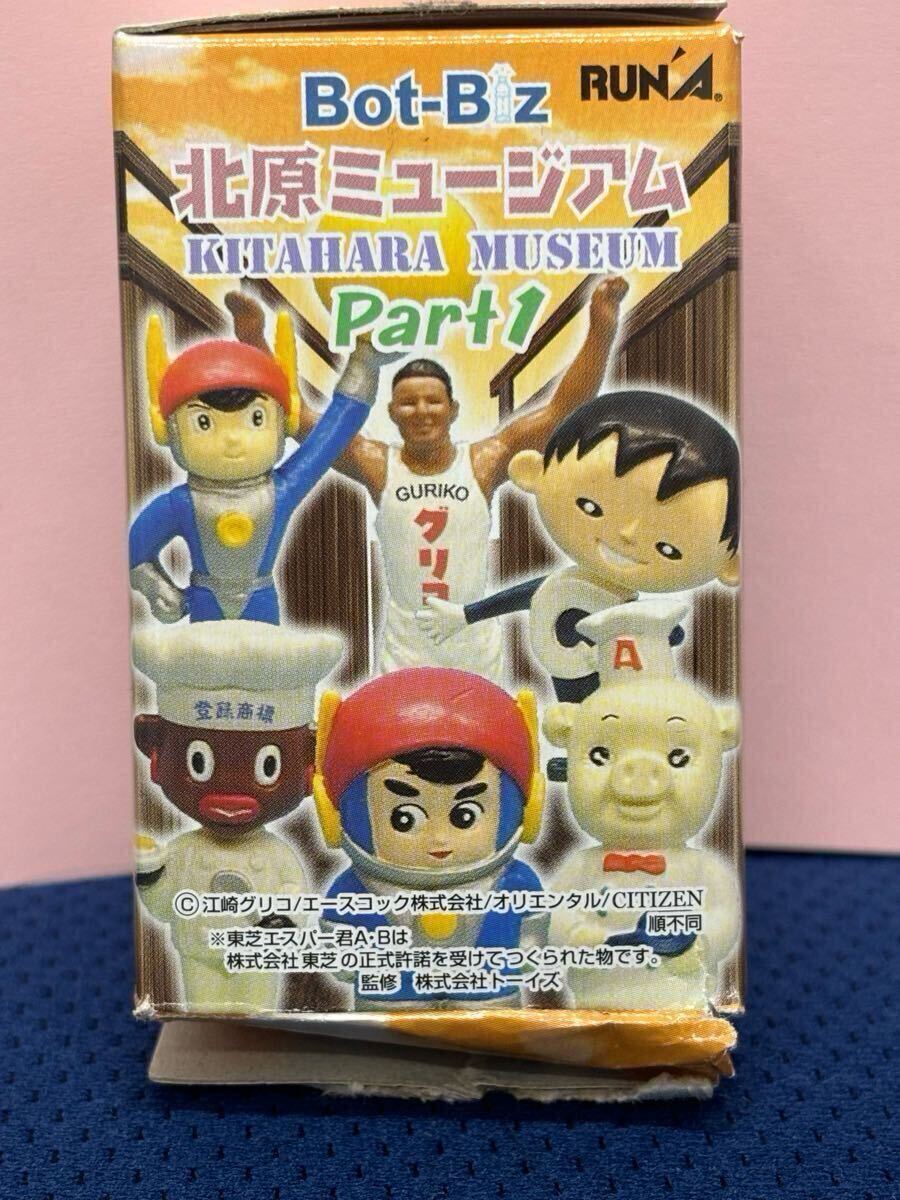 Bot-Biz RUN'A®
北原ミュージアム
KITAHARA MUSEUM
Part1
GURIKO
グリコ
A
登録商標
©江崎グリコ/エースコック株式会社/オリエンタル/CITIZEN
順不同
※東芝エスパー君A・Bは
株式会社東芝の正式許諾を受けてつくられた物です。
監修 株式会社トーイズ